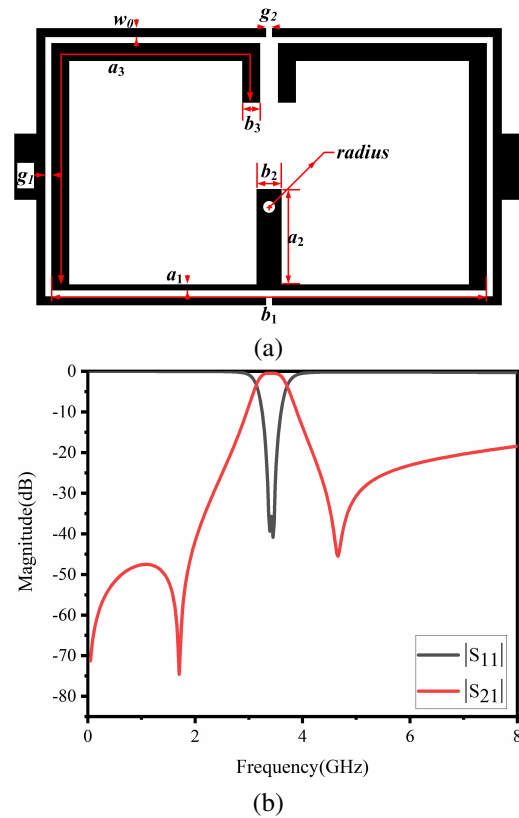 g2
w0
a3
b3
radius
g1
b2
a2
a1
b1
(a)
0
-10
-20
-30
-40
-50
-60
-70
-80
Magnitude(dB)
|S11|
|S21|
0 2 4 6 8
Frequency(GHz)
(b)